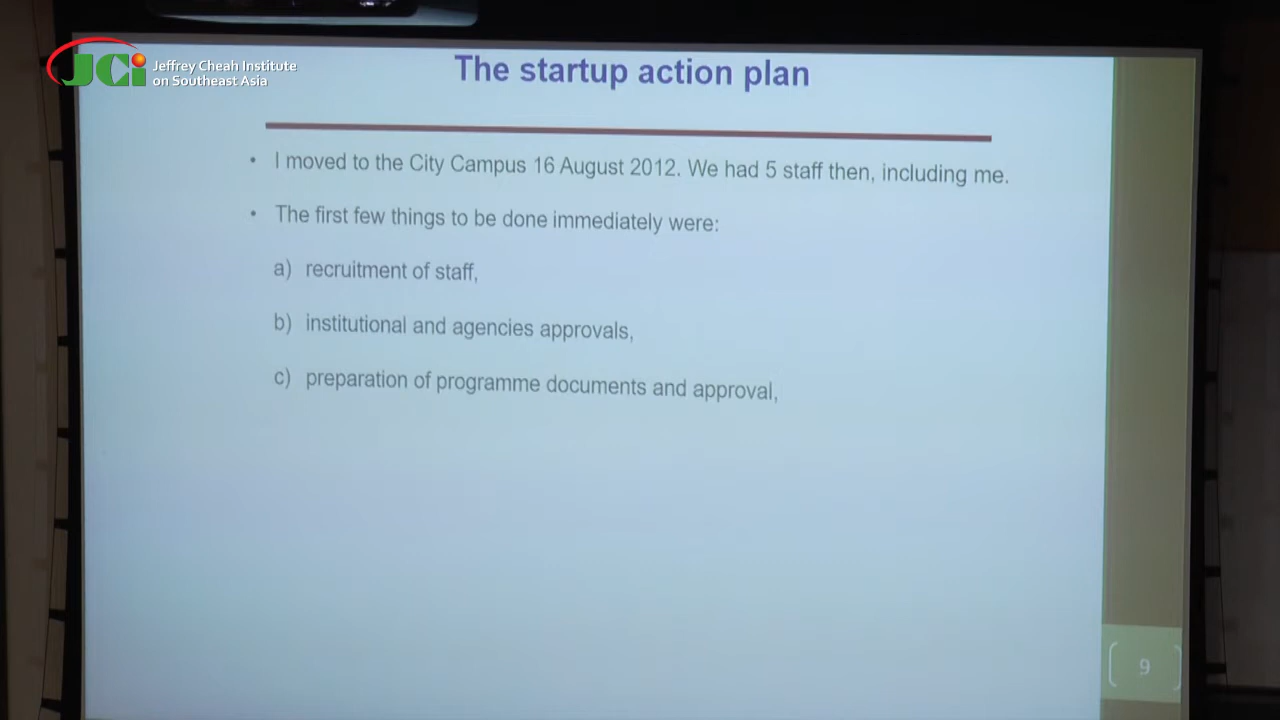 JCi Jeffrey Cheah Institute
on Southeast Asia
The startup action plan
• I moved to the City Campus 16 August 2012. We had 5 staff then, including me.
• The first few things to be done immediately were:
a) recruitment of staff,
b) institutional and agencies approvals,
c) preparation of programme documents and approval,
9